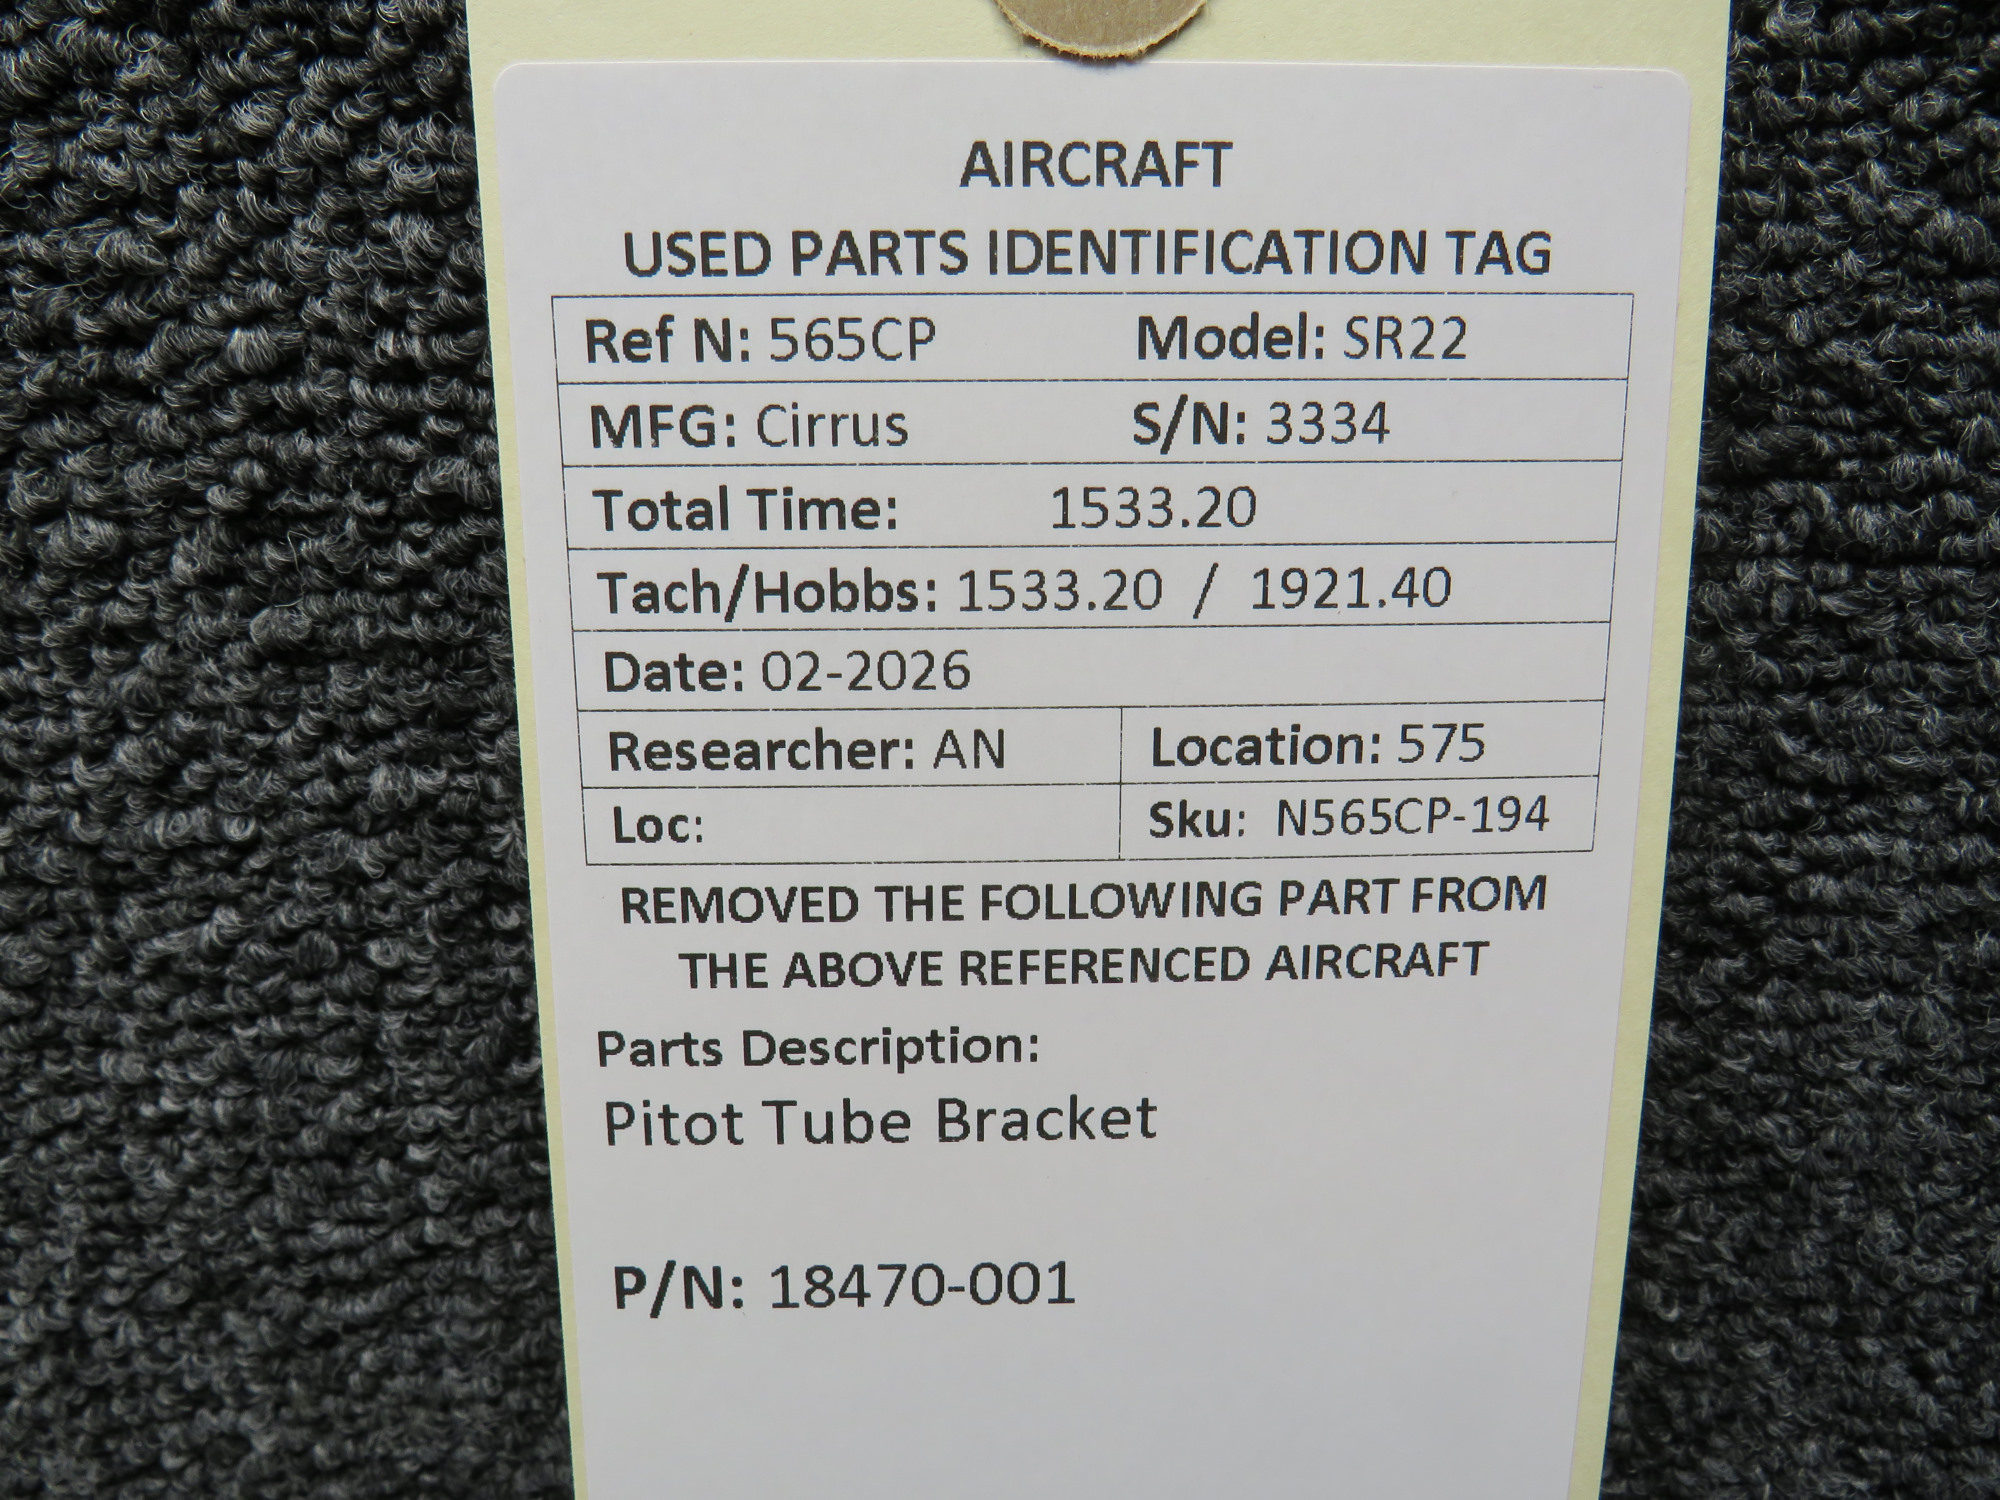 AIRCRAFT
USED PARTS IDENTIFICATION TAG
Ref N: 565CP Model: SR22
MFG: Cirrus S/N: 3334
Total Time: 1533.20
Tach/Hobbs: 1533.20 / 1921.40
Date: 02-2026
Researcher: AN Location: 575
Loc: Sku: N565CP-194
REMOVED THE FOLLOWING PART FROM
THE ABOVE REFERENCED AIRCRAFT
Parts Description:
Pitot Tube Bracket
P/N: 18470-001